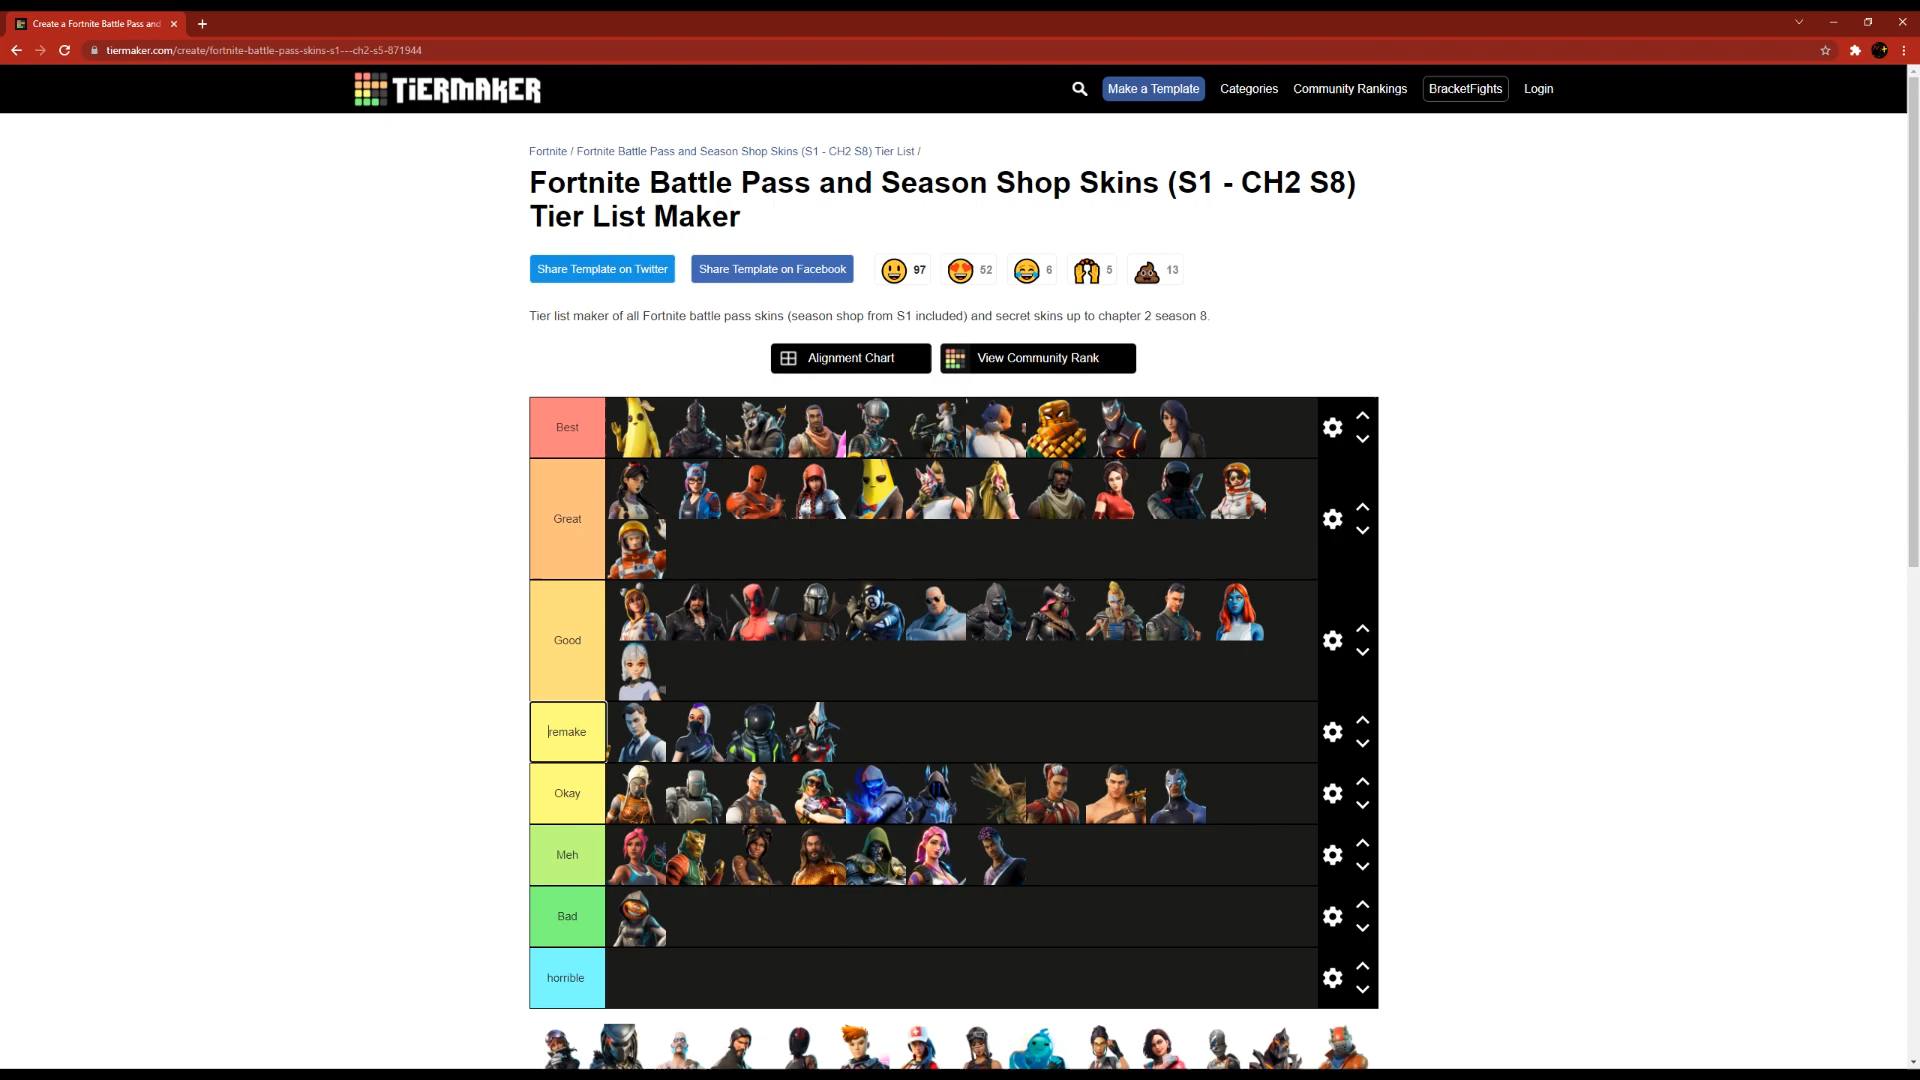 Create a Fortnite Battle Pass and
tiermaker.com/create/fortnite-battle-pass-skins-s1---ch2-s5-871944
TiERMAKER
Make a Template
Categories
Community Rankings
BracketFights
Login
Fortnite / Fortnite Battle Pass and Season Shop Skins (S1 - CH2 S8) Tier List /
Fortnite Battle Pass and Season Shop Skins (S1 - CH2 S8)
Tier List Maker
Share Template on Twitter
Share Template on Facebook
97
52
6
5
13
Tier list maker of all Fortnite battle pass skins (season shop from S1 included) and secret skins up to chapter 2 season 8.
Alignment Chart
View Community Rank
Best
Great
Good
remake
Okay
Meh
Bad
horrible